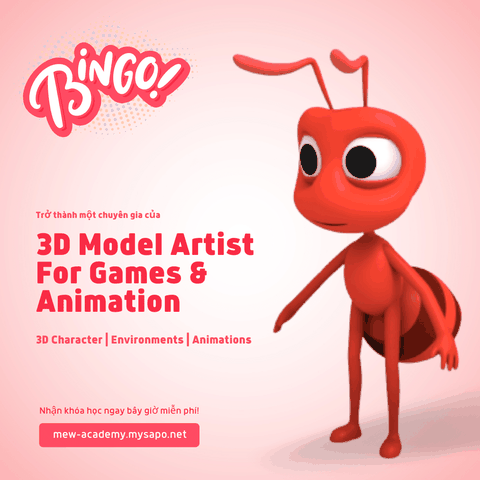 BiNGO!
Trở thành một chuyên gia của
3D Model Artist
For Games &
Animation
3D Character | Environments | Animations
Nhận khóa học ngay bây giờ miễn phí!
mew-academy.mysapo.net